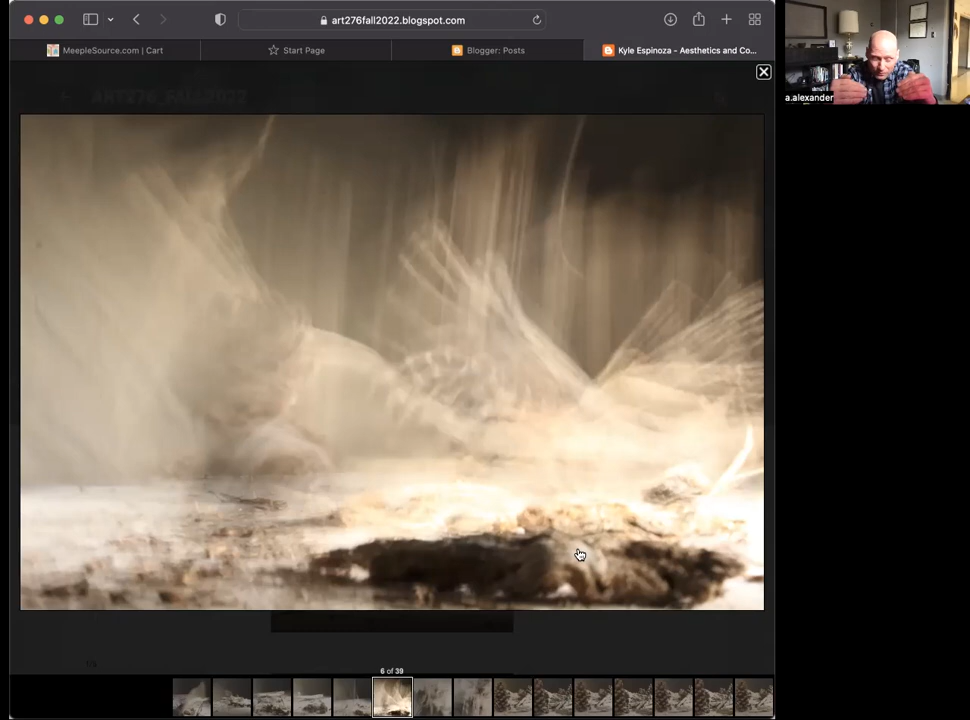 art276fall2022.blogspot.com
MeepleSource.com | Cart
Start Page
Blogger: Posts
Kyle Espinoza - Aesthetics and Co...
a.alexander
ART276_FALL2022
6 of 39